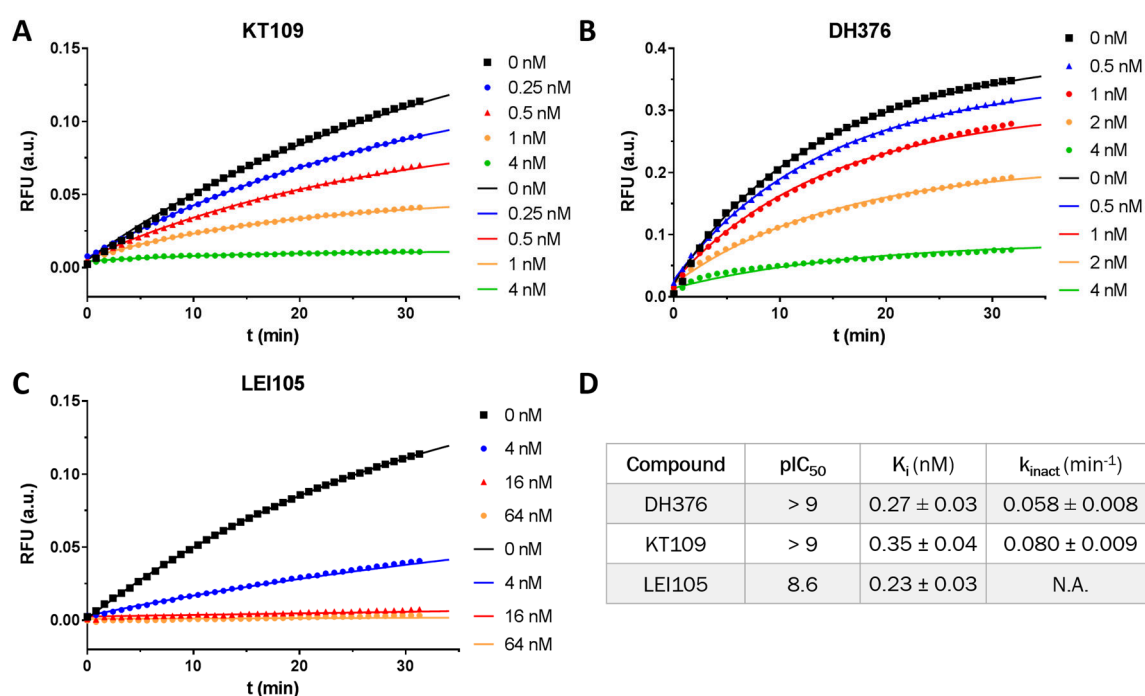 A
KT109
RFU (a.u.)
0.15
0.10
0.05
0.00
0
10
20
30
t (min)
0 nM
0.25 nM
0.5 nM
1 nM
4 nM
0 nM
0.25 nM
0.5 nM
1 nM
4 nM
B
DH376
RFU (a.u.)
0.4
0.3
0.2
0.1
0.0
0
10
20
30
t (min)
0 nM
0.5 nM
1 nM
2 nM
4 nM
0 nM
0.5 nM
1 nM
2 nM
4 nM
C
LEI105
RFU (a.u.)
0.15
0.10
0.05
0.00
0
10
20
30
t (min)
0 nM
4 nM
16 nM
64 nM
0 nM
4 nM
16 nM
64 nM
D
Compound pIC50 Ki (nM) kinact (min-1)
DH376 > 9 0.27 ± 0.03 0.058 ± 0.008
KT109 > 9 0.35 ± 0.04 0.080 ± 0.009
LEI105 8.6 0.23 ± 0.03 N.A.